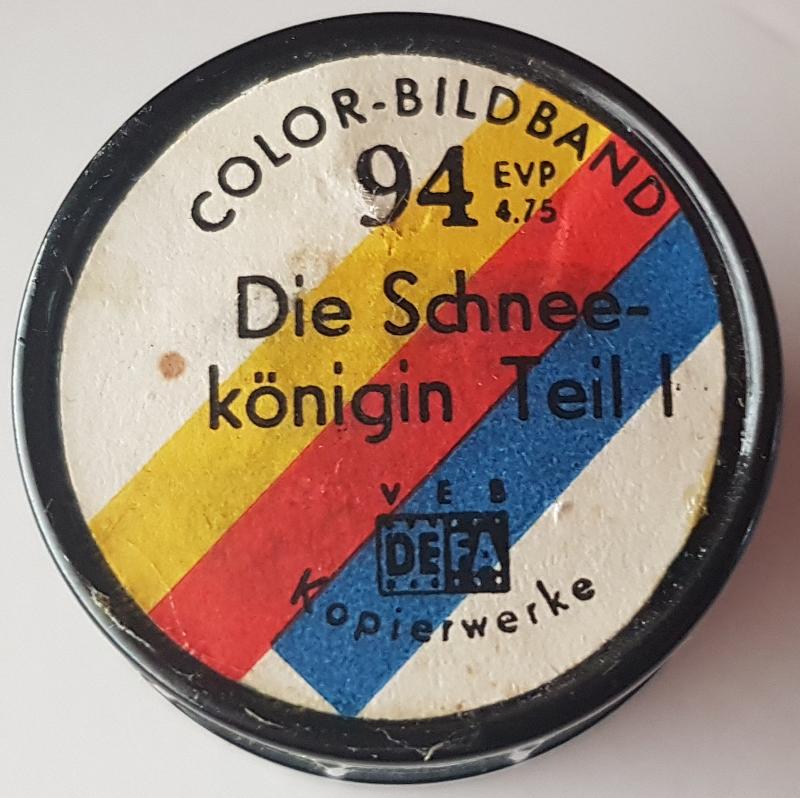 COLOR-BILDBAND
94 EVP 4.75
Die Schnee-
königin Teil I
VEB
DEFA
Kopierwerke